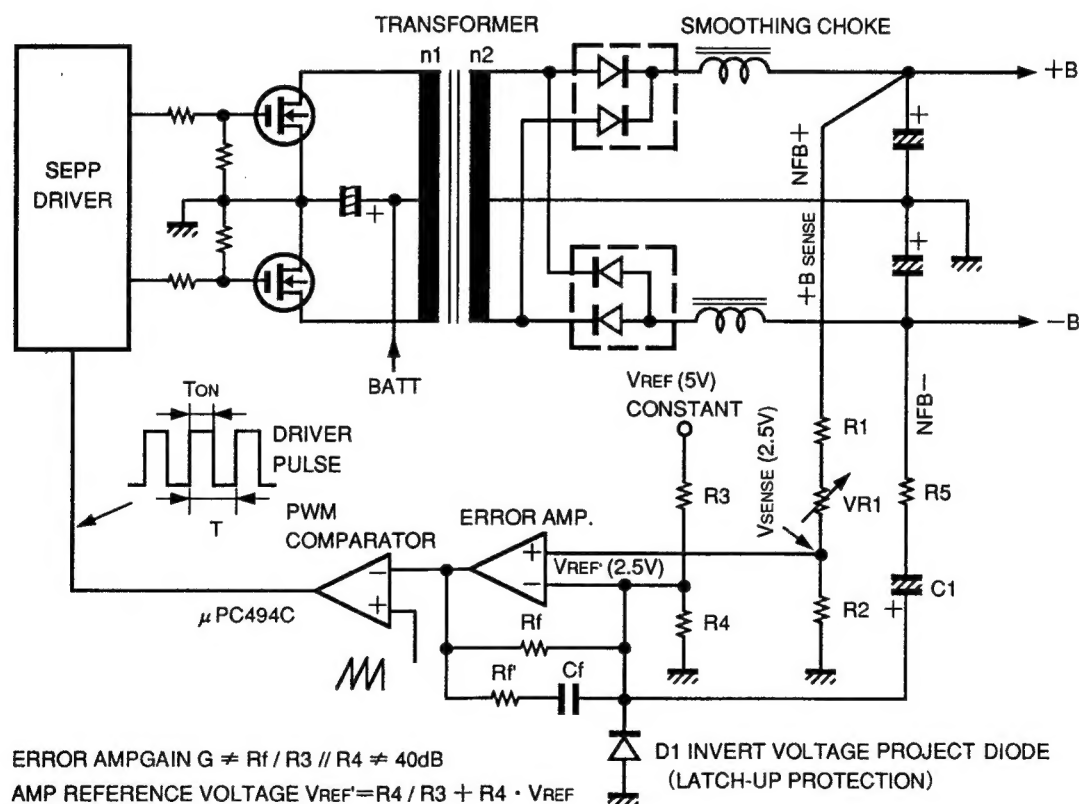 TRANSFORMER
n1 n2
SMOOTHING CHOKE
+B
SEPP
DRIVER
+
+
+
NFB+
+B SENSE
−B
BATT
TON
T
DRIVER
PULSE
VREF (5V)
CONSTANT
VSENSE (2.5V)
NFB−
R1
VR1
R2
R3
R4
R5
C1
+
PWM
COMPARATOR
ERROR AMP.
+
−
VREF' (2.5V)
−
+
μPC494C
Rf
Rf'
Cf
D1 INVERT VOLTAGE PROJECT DIODE
(LATCH-UP PROTECTION)
ERROR AMPGAIN G ≠ Rf / R3 // R4 ≠ 40dB
AMP REFERENCE VOLTAGE VREF'=R4 / R3 + R4 · VREF